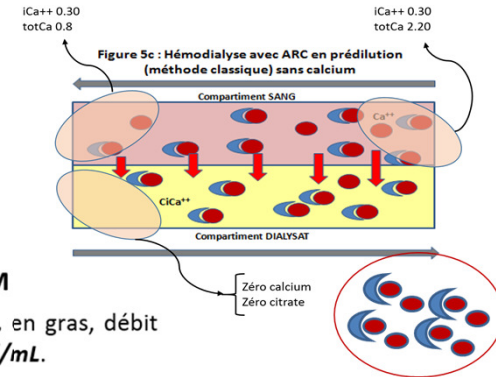 iCa++ 0.30
totCa 0.8
iCa++ 0.30
totCa 2.20
Figure 5c : Hémodialyse avec ARC en prédilution
(méthode classique) sans calcium
Compartiment SANG
Ca⁺⁺
CiCa⁺⁺
Compartiment DIALYSAT
Zéro calcium
Zéro citrate
M
, en gras, débit
/mL.